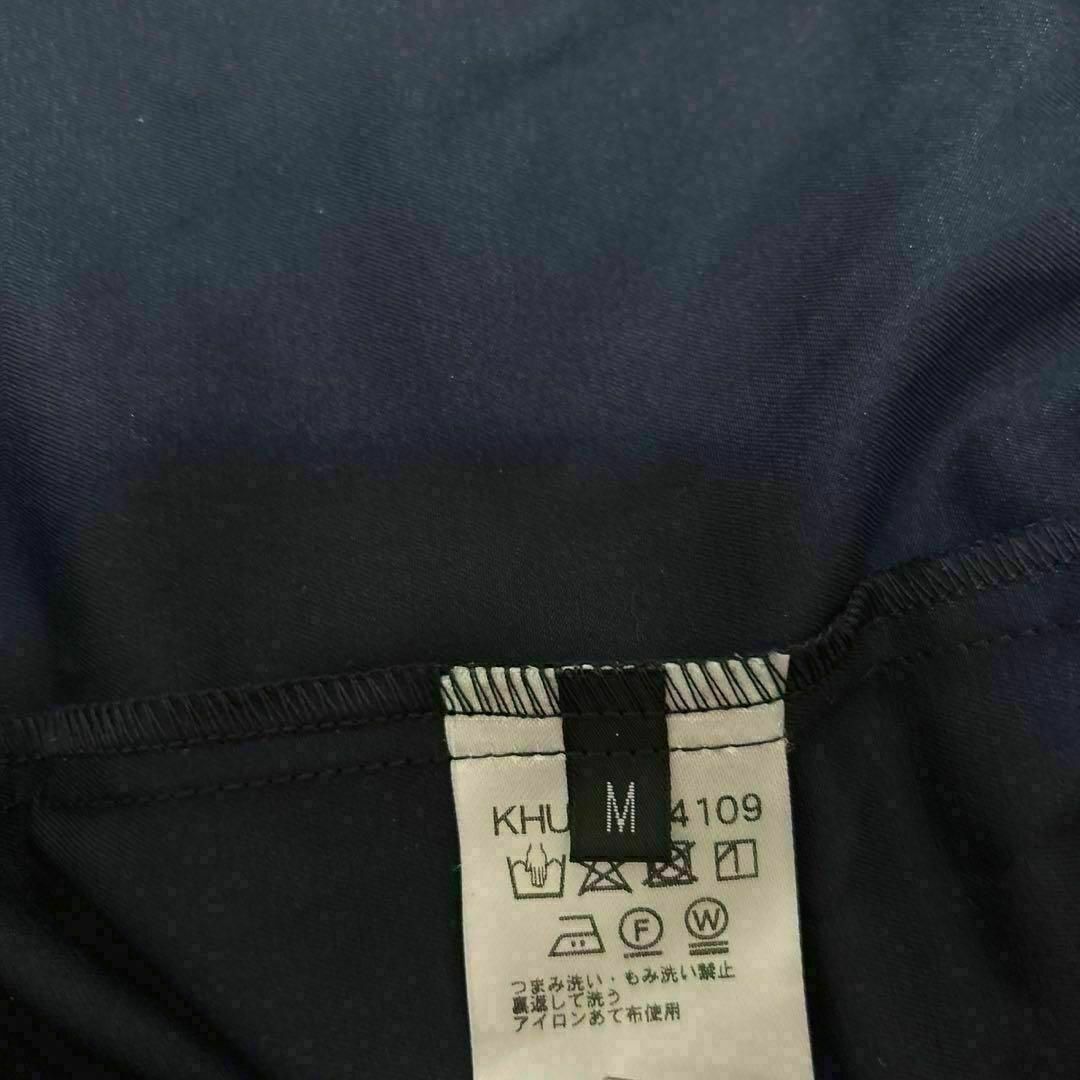 M
KHU 4109
F W
つまみ洗い・もみ洗い禁止
裏返して洗う
アイロンあて布使用